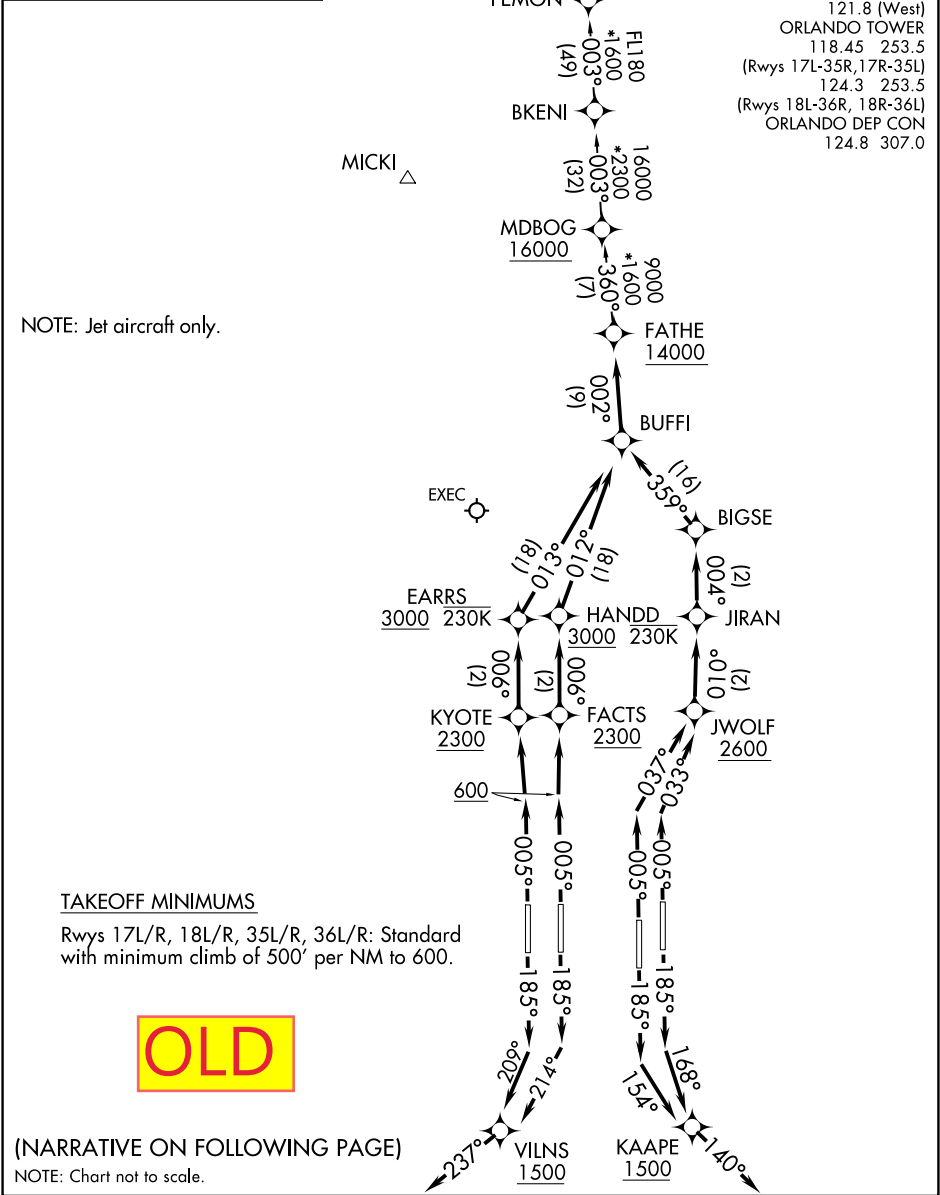 121.8 (West)
ORLANDO TOWER
118.45 253.5
(Rwys 17L-35R,17R-35L)
124.3 253.5
(Rwys 18L-36R, 18R-36L)
ORLANDO DEP CON
124.8 307.0
FL180
*1600
003°
(49)
BKENI
MICKI
16000
*2300
003°
(32)
MDBOG
16000
9000
*1600
360°
(7)
NOTE: Jet aircraft only.
FATHE
14000
002°
(9)
BUFFI
(16)
359°
EXEC
BIGSE
(18)
013°
012°
(18)
(2)
004°
EARRS
3000 230K
HANDD
3000 230K
JIRAN
006°
(2)
006°
(2)
010°
(2)
KYOTE
2300
FACTS
2300
JWOLF
2600
037°
033°
600
005°
005°
005°
005°
TAKEOFF MINIMUMS
Rwys 17L/R, 18L/R, 35L/R, 36L/R: Standard
with minimum climb of 500' per NM to 600.
185°
185°
185°
185°
OLD
209°
214°
154°
168°
(NARRATIVE ON FOLLOWING PAGE)
NOTE: Chart not to scale.
237°
VILNS
1500
KAAPE
1500
140°